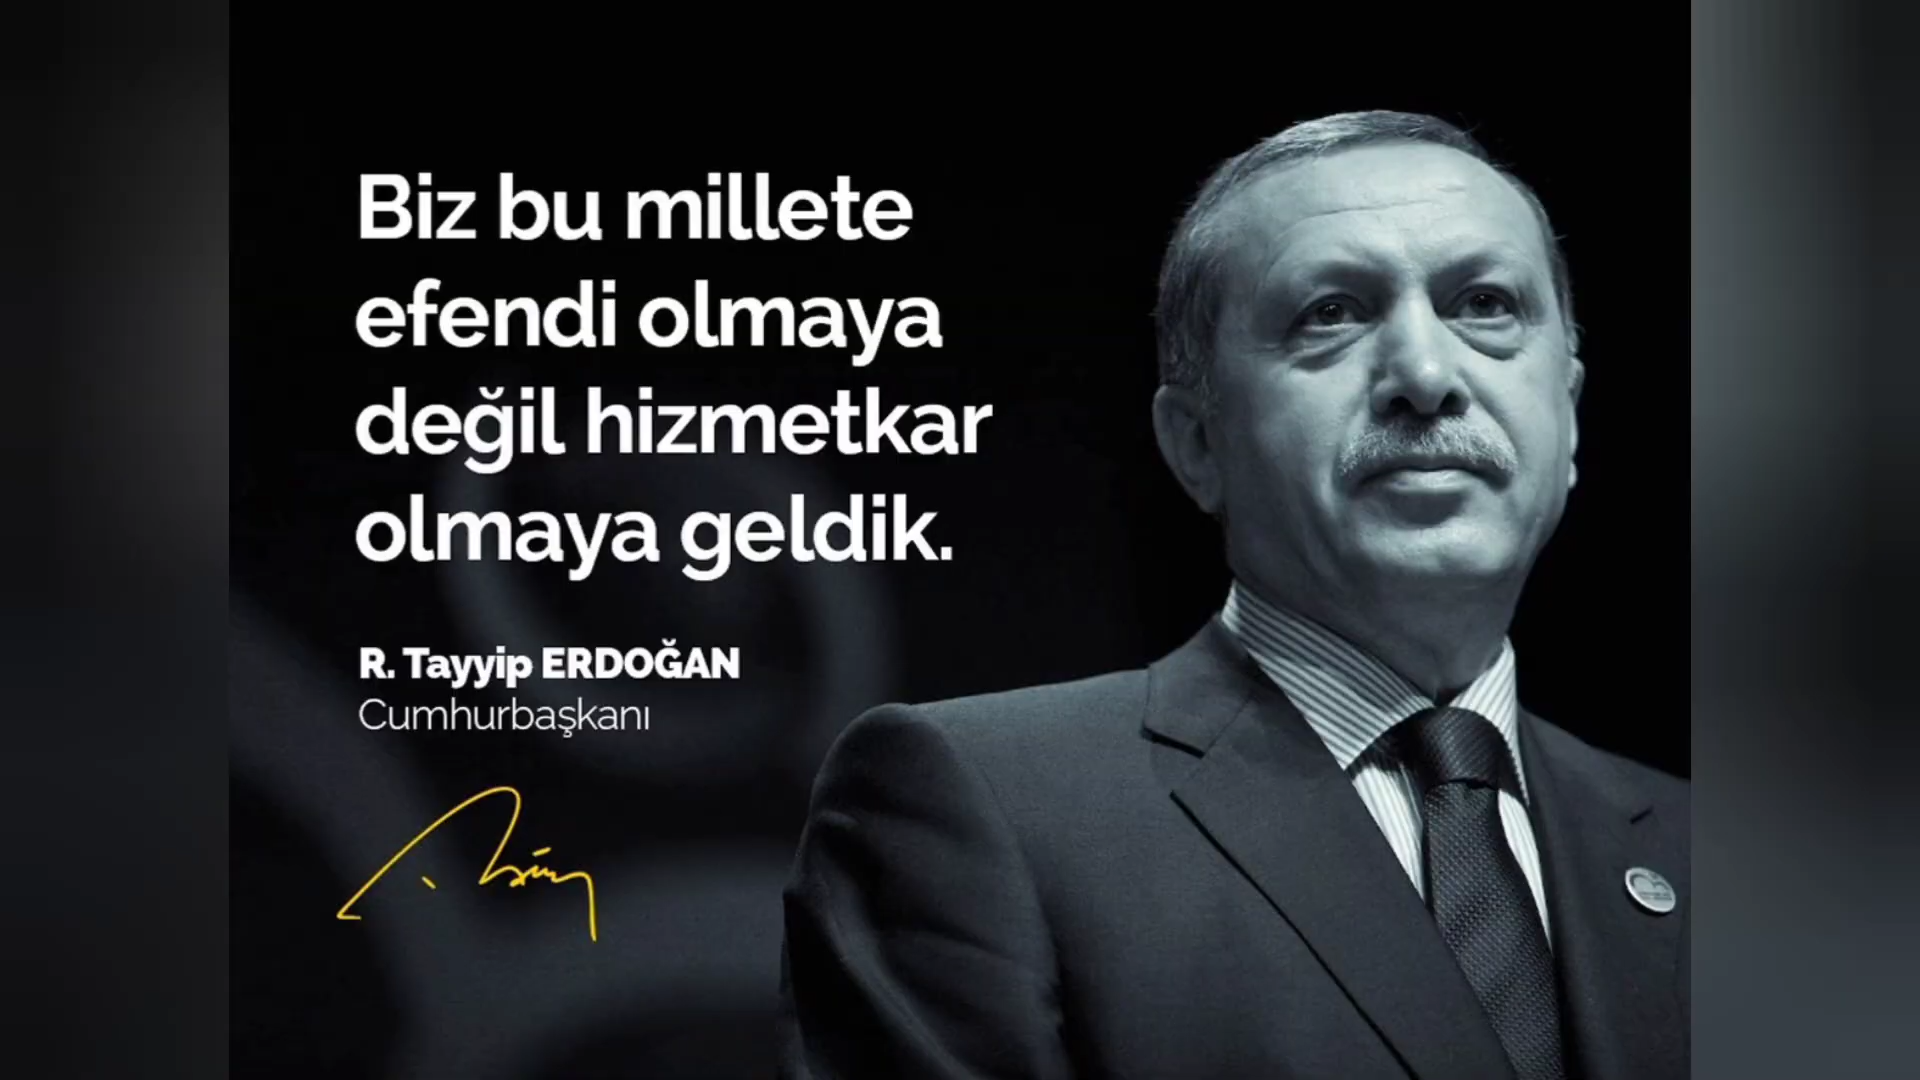 Biz bu millete
efendi olmaya
değil hizmetkar
olmaya geldik.
R. Tayyip ERDOĞAN
Cumhurbaşkanı